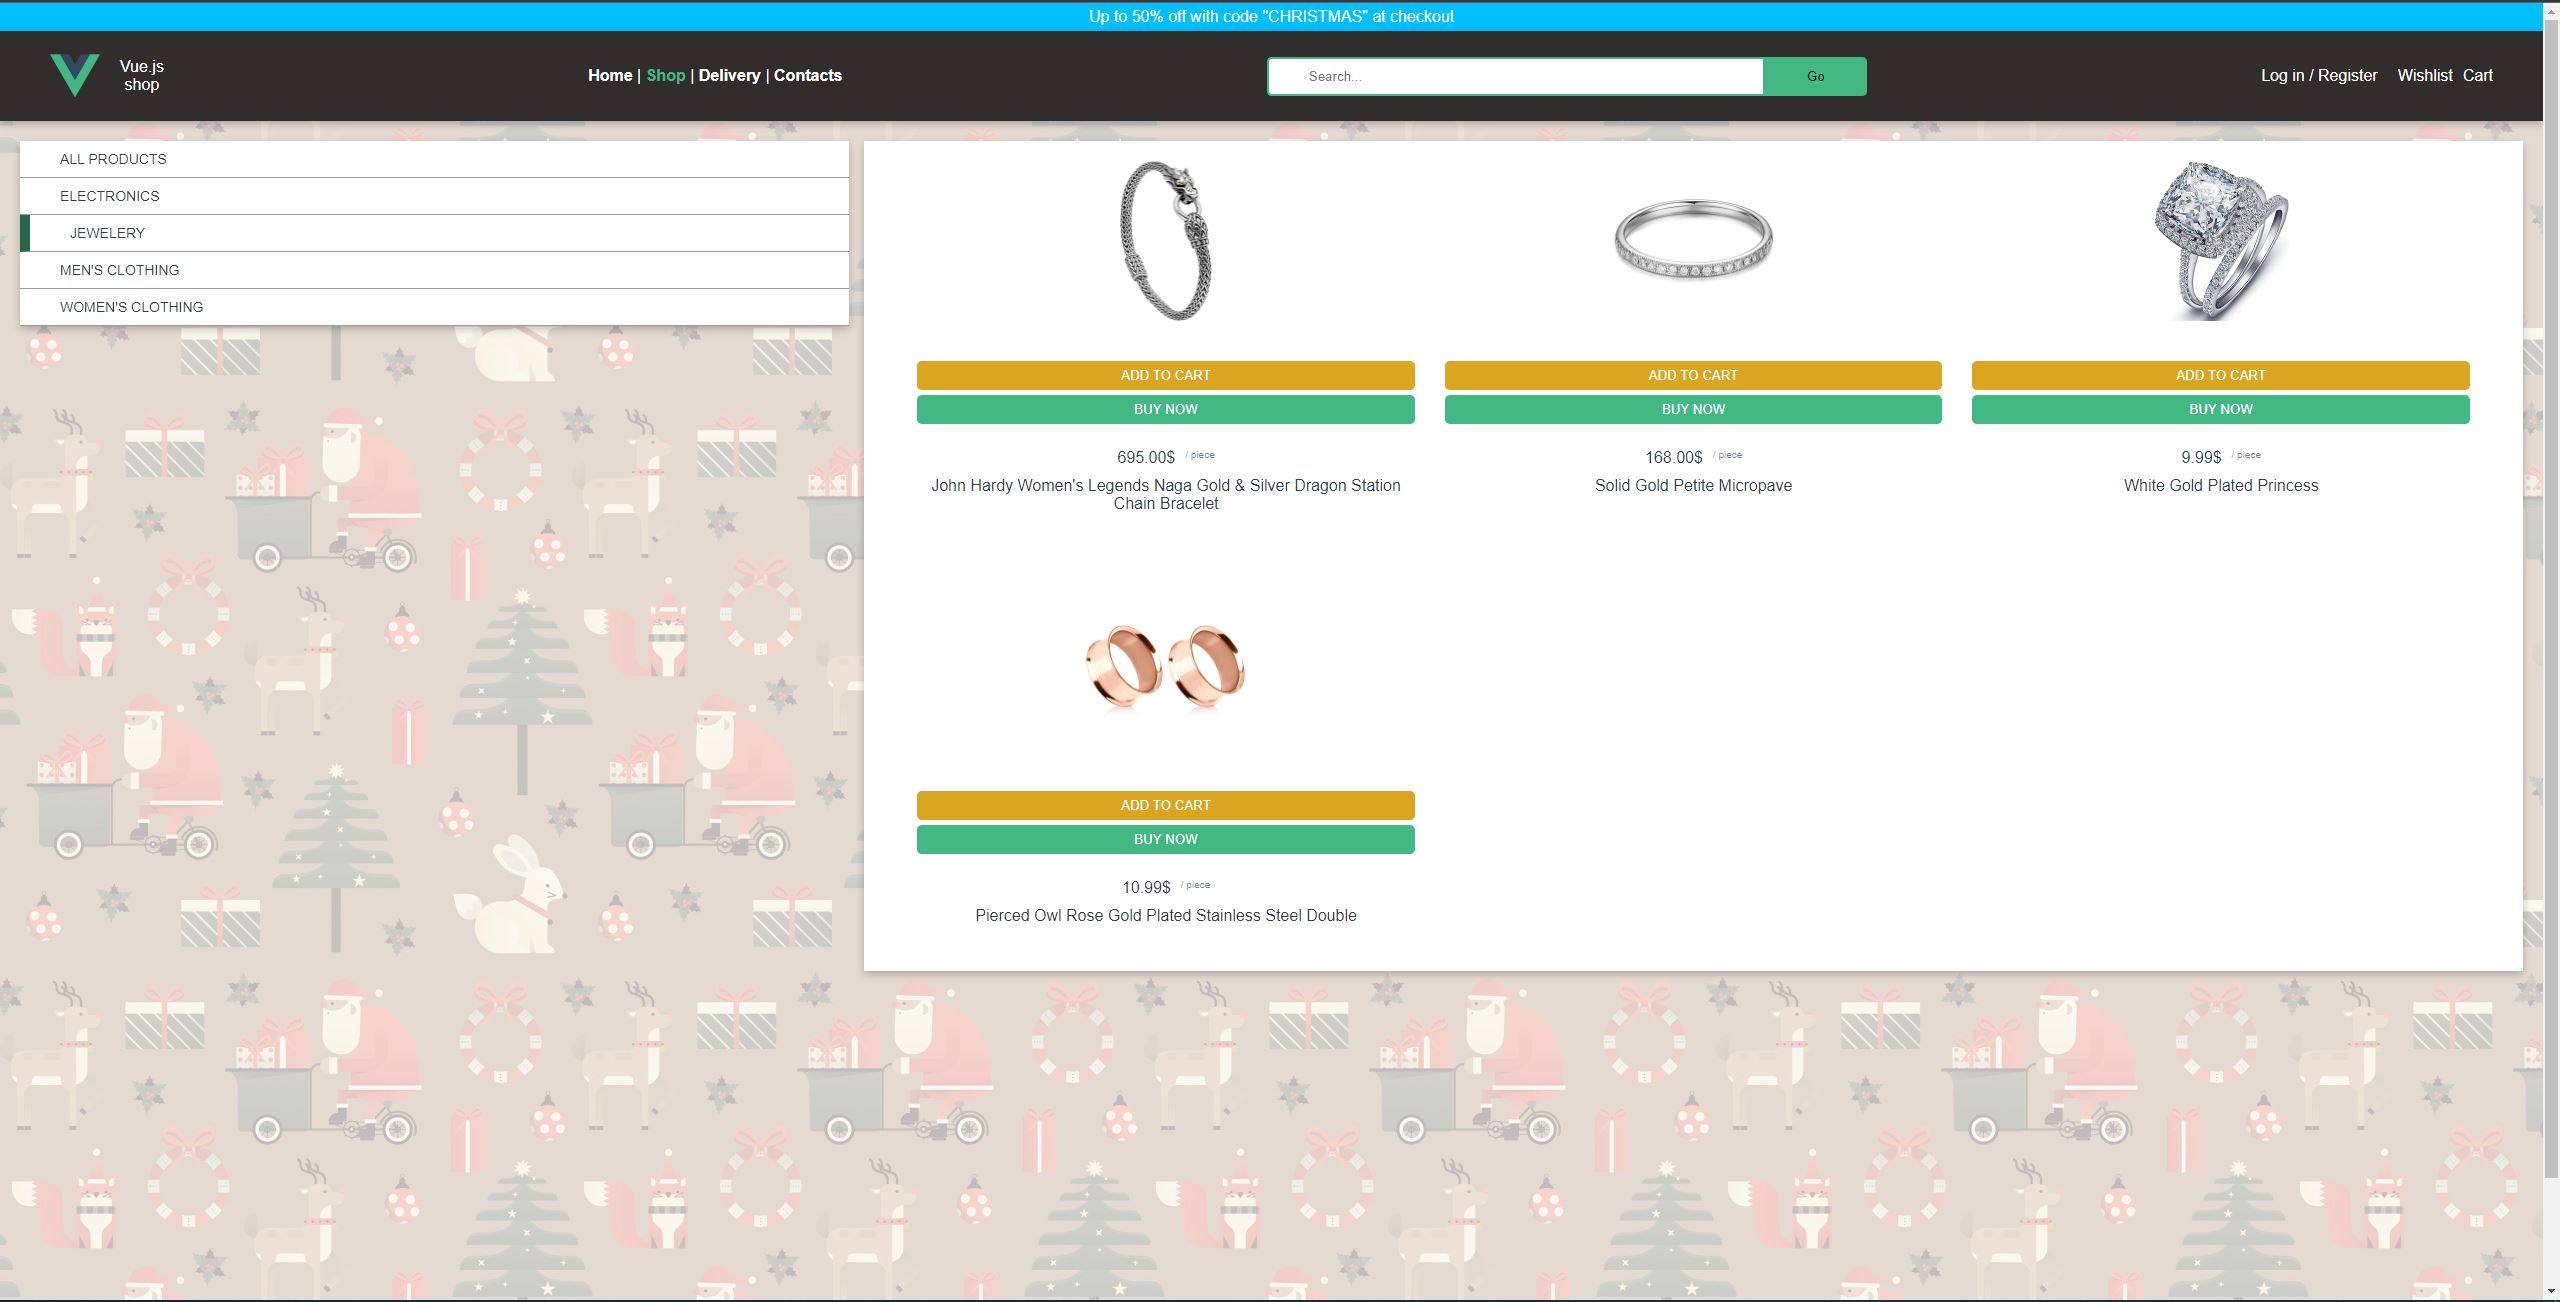 Up to 50% off with code "CHRISTMAS" at checkout
Vue.js
shop
Home | Shop | Delivery | Contacts
Search...
Go
Log in / Register
Wishlist
Cart
ALL PRODUCTS
ELECTRONICS
JEWELERY
MEN'S CLOTHING
WOMEN'S CLOTHING
ADD TO CART
BUY NOW
695.00$ / piece
John Hardy Women's Legends Naga Gold & Silver Dragon Station
Chain Bracelet
ADD TO CART
BUY NOW
168.00$ / piece
Solid Gold Petite Micropave
ADD TO CART
BUY NOW
9.99$ / piece
White Gold Plated Princess
ADD TO CART
BUY NOW
10.99$ / piece
Pierced Owl Rose Gold Plated Stainless Steel Double